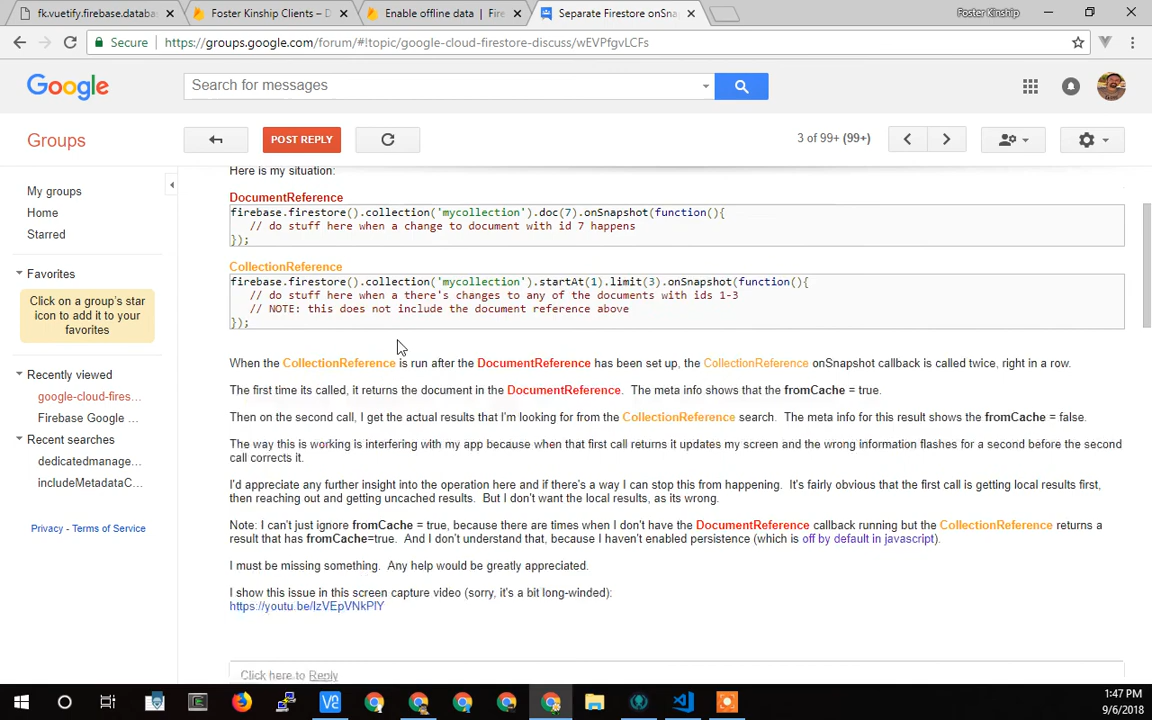 fk.vuetify.firebase.databa
Foster Kinship Clients – D
Enable offline data | Fire
Separate Firestore onSnap
Foster Kinship
Secure
https://groups.google.com/forum/#!topic/google-cloud-firestore-discuss/wEVPfgvLCFs
Google
Search for messages
Groups
POST REPLY
3 of 99+ (99+)
My groups
Home
Starred
Favorites
Click on a group's star
icon to add it to your
favorites
Recently viewed
google-cloud-fires...
Firebase Google ...
Recent searches
dedicatedmanage...
includeMetadataC...
Privacy - Terms of Service
Here is my situation:
DocumentReference
firebase.firestore().collection('mycollection').doc(7).onSnapshot(function(){
// do stuff here when a change to document with id 7 happens
});
CollectionReference
firebase.firestore().collection('mycollection').startAt(1).limit(3).onSnapshot(function(){
// do stuff here when a there's changes to any of the documents with ids 1-3
// NOTE: this does not include the document reference above
});
When the CollectionReference is run after the DocumentReference has been set up, the CollectionReference onSnapshot callback is called twice, right in a row.
The first time its called, it returns the document in the DocumentReference. The meta info shows that the fromCache = true.
Then on the second call, I get the actual results that I'm looking for from the CollectionReference search. The meta info for this result shows the fromCache = false.
The way this is working is interfering with my app because when that first call returns it updates my screen and the wrong information flashes for a second before the second
call corrects it.
I'd appreciate any further insight into the operation here and if there's a way I can stop this from happening. It's fairly obvious that the first call is getting local results first,
then reaching out and getting uncached results. But I don't want the local results, as its wrong.
Note: I can't just ignore fromCache = true, because there are times when I don't have the DocumentReference callback running but the CollectionReference returns a
result that has fromCache=true. And I don't understand that, because I haven't enabled persistence (which is off by default in javascript).
I must be missing something. Any help would be greatly appreciated.
I show this issue in this screen capture video (sorry, it's a bit long-winded):
https://youtu.be/IzVEpVNkPlY
Click here to Reply
1:47 PM
9/6/2018